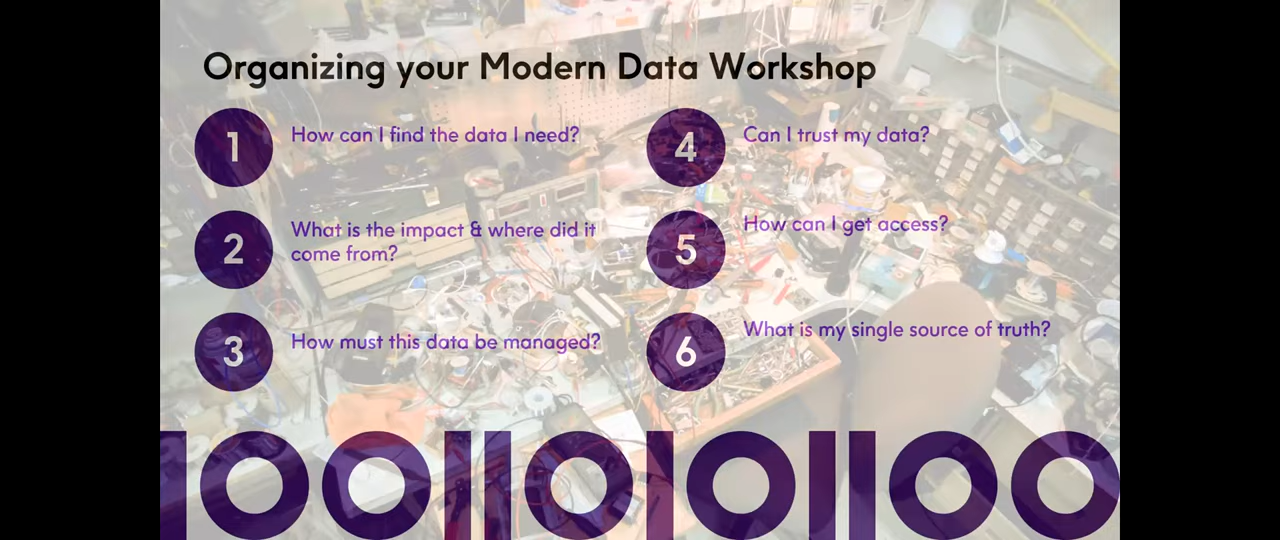 Organizing your Modern Data Workshop
1
How can I find the data I need?
2
What is the impact & where did it
come from?
3
How must this data be managed?
4
Can I trust my data?
5
How can I get access?
6
What is my single source of truth?
100110101100